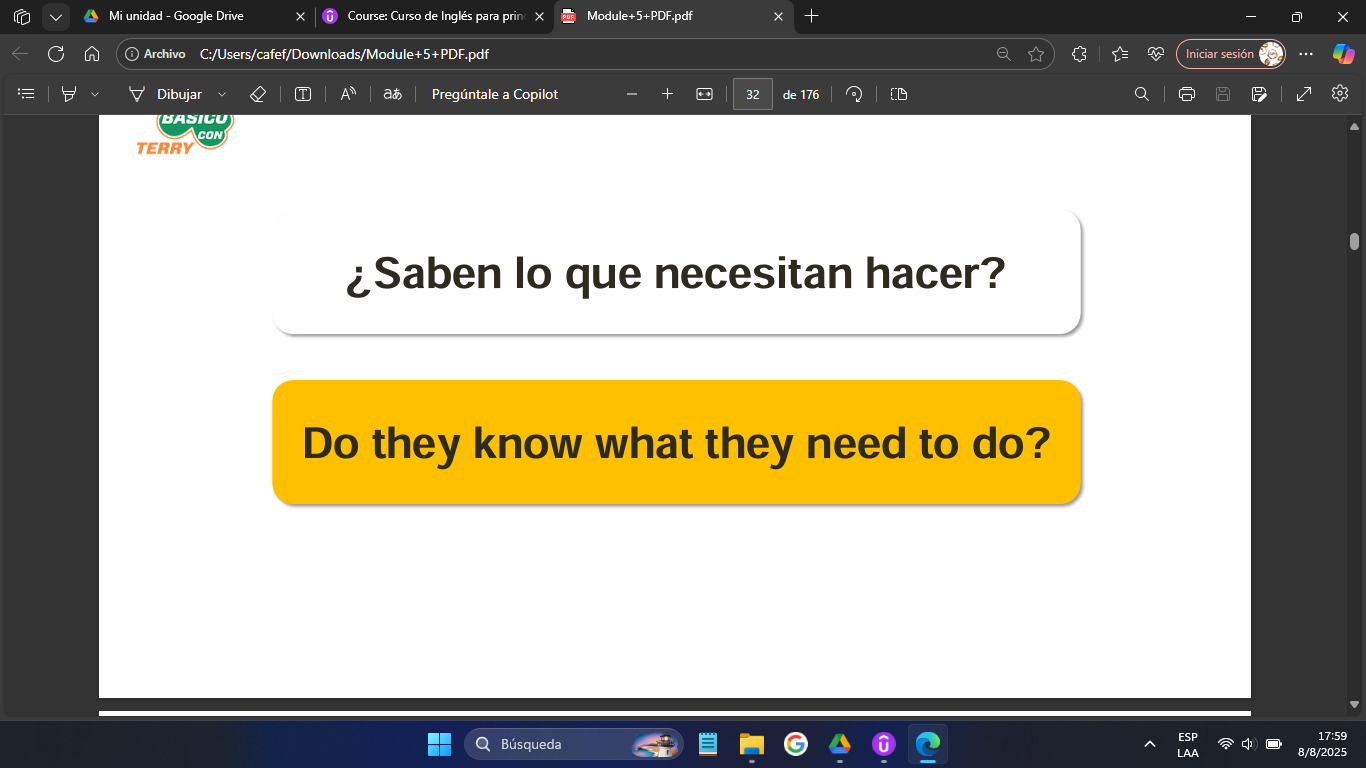 Mi unidad - Google Drive
Course: Curso de Inglés para prin
Module+5+PDF.pdf
Archivo C:/Users/cafef/Downloads/Module+5+PDF.pdf
Iniciar sesión
Dibujar
Pregúntale a Copilot
32 de 176
BÁSICO
CON
TERRY
¿Saben lo que necesitan hacer?
Do they know what they need to do?
Búsqueda
ESP
LAA
17:59
8/8/2025